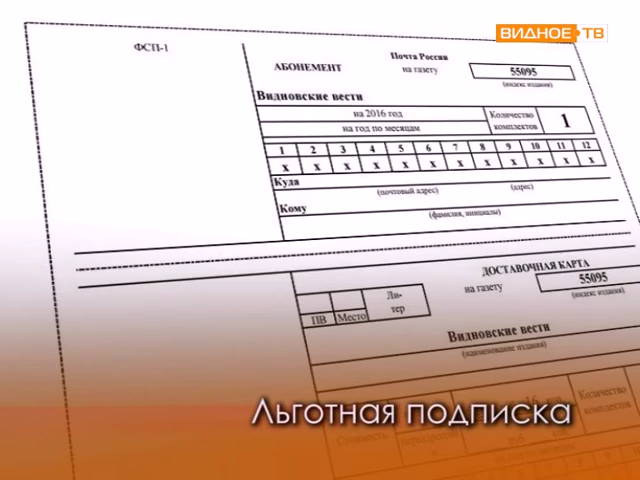 ВИДНОЕ ТВ
ФСП-1
Почта России
АБОНЕМЕНТ на газету 55095
(индекс издания)
Видновские вести
на 2016 год
на год по месяцам
Количество комплектов 1
1 2 3 4 5 6 7 8 9 10 11 12
х х х х х х х х х х х х
Куда
(почтовый адрес) (адрес)
Кому
(фамилия, инициалы)
ДОСТАВОЧНАЯ КАРТА
на газету 55095
(индекс издания)
ПВ Место Ли-
тер
Видновские вести
(наименование издания)
Количество
комплектов
Льготная подписка
Стоимость